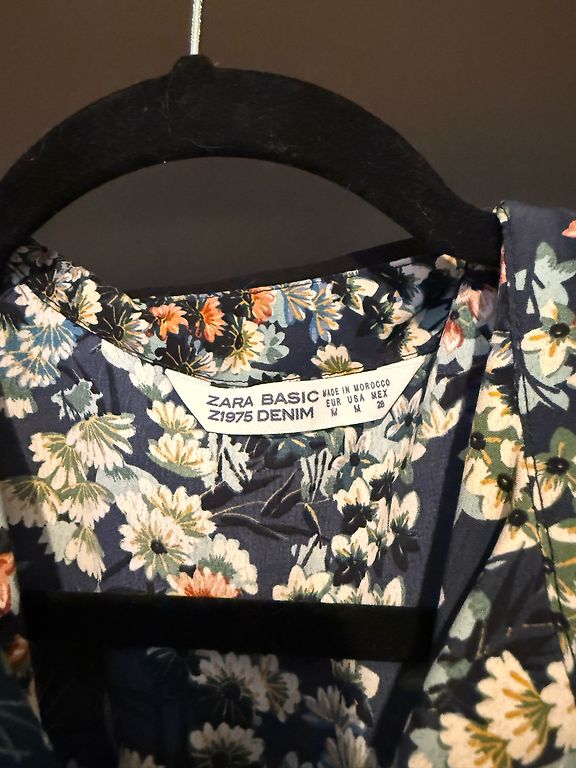 ZARA BASIC
Z1975 DENIM
MADE IN MOROCCO
EUR USA MEX
M M 28